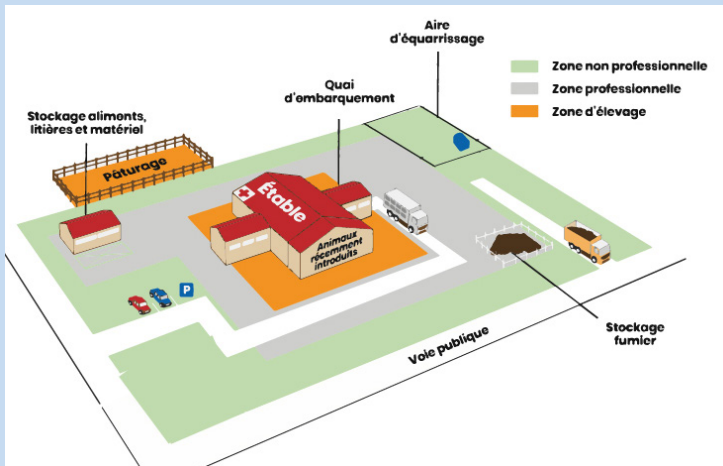 Aire
d'équarrissage
Zone non professionnelle
Zone professionnelle
Zone d'élevage
Quai
d'embarquement
Stockage aliments,
litières et matériel
Pâturage
Étable
Animaux
récemment
introduits
P
Stockage
fumier
Voie publique